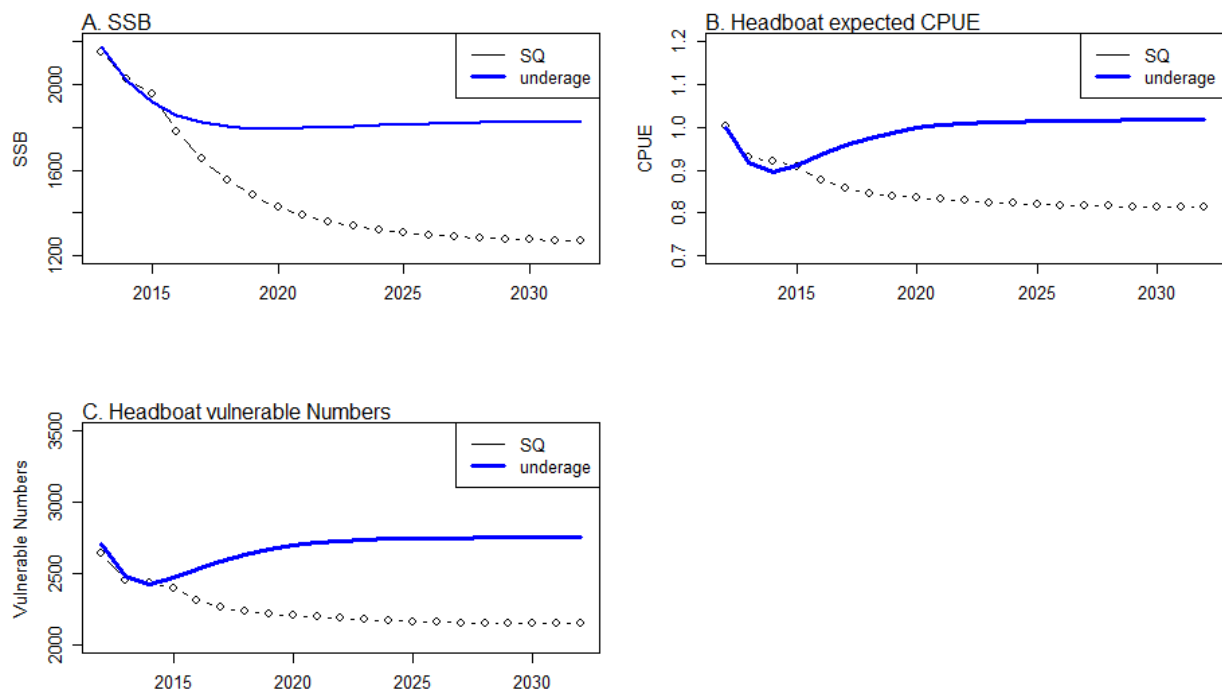 A. SSB
SSB
2000
1600
1200
SQ
underage
2015 2020 2025 2030
B. Headboat expected CPUE
CPUE
1.2
1.1
1.0
0.9
0.8
0.7
SQ
underage
2015 2020 2025 2030
C. Headboat vulnerable Numbers
Vulnerable Numbers
3500
3000
2500
2000
SQ
underage
2015 2020 2025 2030